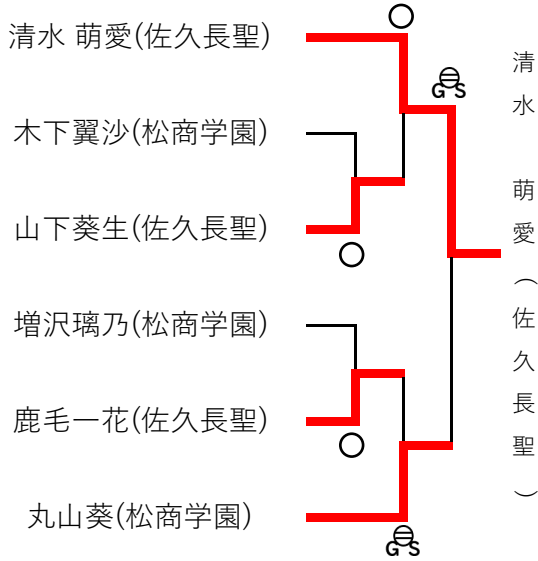 清水 萌愛(佐久長聖)
木下翼沙(松商学園)
山下葵生(佐久長聖)
増沢璃乃(松商学園)
鹿毛一花(佐久長聖)
丸山葵(松商学園)
GS
GS
清水 萌愛(佐久長聖)